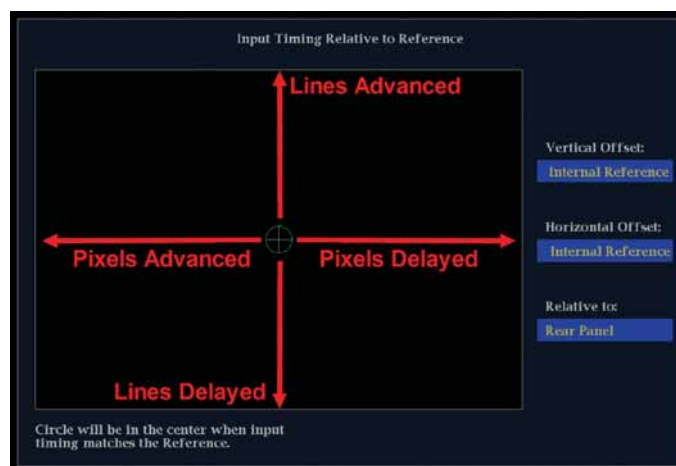 Input Timing Relative to Reference
Lines Advanced
Vertical Offset:
Internal Reference
Horizontal Offset:
Internal Reference
Pixels Advanced
Pixels Delayed
Relative to:
Rear Panel
Lines Delayed
Circle will be in the center when input
timing matches the Reference.